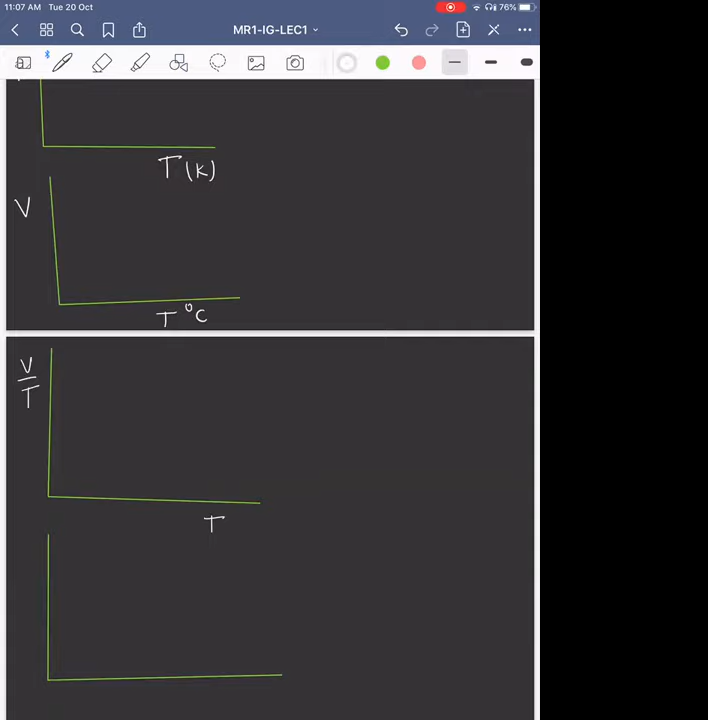 11:07 AM Tue 20 Oct 76%
MR1-IG-LEC1
T(K)
V
T °C
V
T
T